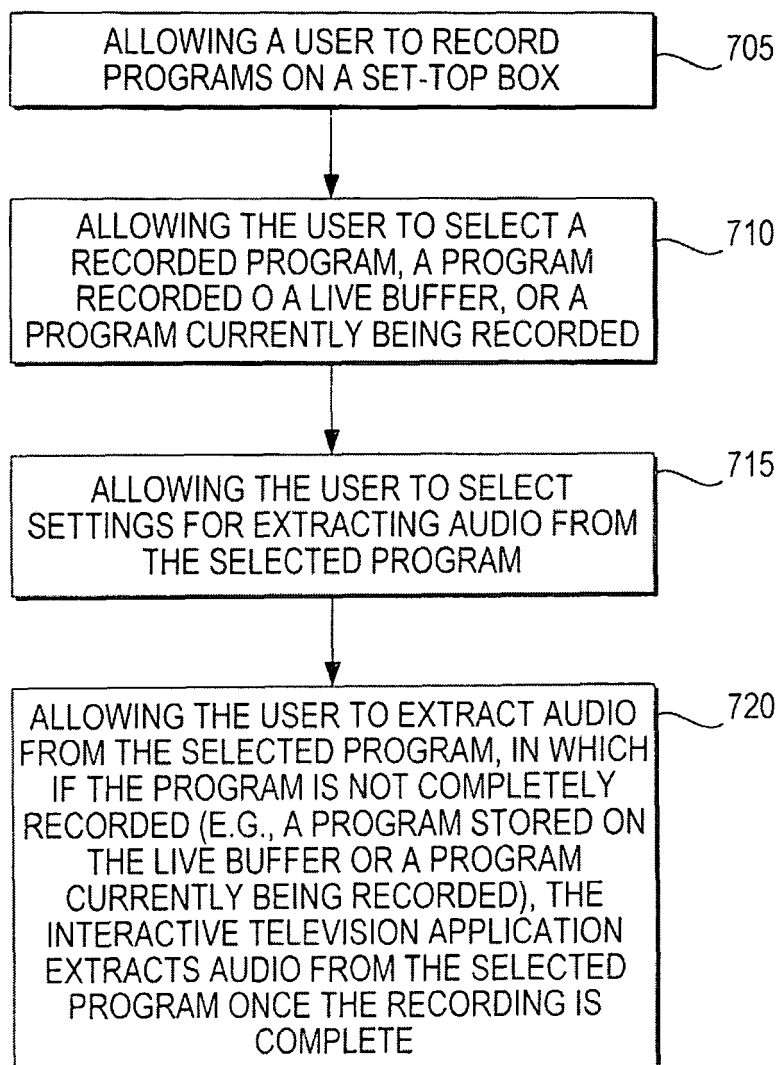 ALLOWING A USER TO RECORD
PROGRAMS ON A SET-TOP BOX
705
ALLOWING THE USER TO SELECT A
RECORDED PROGRAM, A PROGRAM
RECORDED O A LIVE BUFFER, OR A
PROGRAM CURRENTLY BEING RECORDED
710
ALLOWING THE USER TO SELECT
SETTINGS FOR EXTRACTING AUDIO FROM
THE SELECTED PROGRAM
715
ALLOWING THE USER TO EXTRACT AUDIO
FROM THE SELECTED PROGRAM, IN WHICH
IF THE PROGRAM IS NOT COMPLETELY
RECORDED (E.G., A PROGRAM STORED ON
THE LIVE BUFFER OR A PROGRAM
CURRENTLY BEING RECORDED), THE
INTERACTIVE TELEVISION APPLICATION
EXTRACTS AUDIO FROM THE SELECTED
PROGRAM ONCE THE RECORDING IS
COMPLETE
720